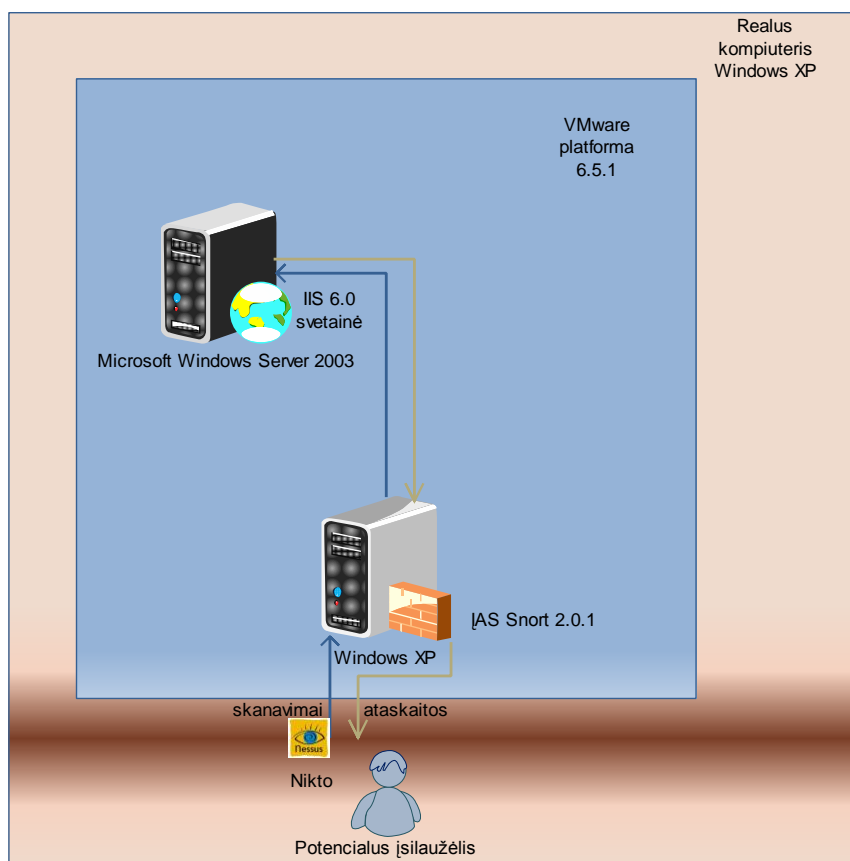 Realus
kompiuteris
Windows XP
VMware
platforma
6.5.1
IIS 6.0
svetainė
Microsoft Windows Server 2003
ĮAS Snort 2.0.1
Windows XP
skanavimai
ataskaitos
nessus
Nikto
Potencialus įsilaužėlis